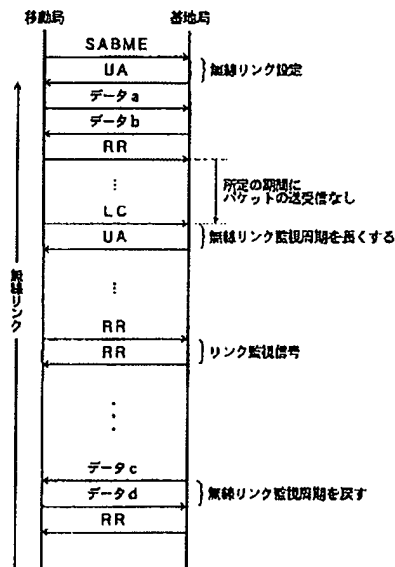 移動局
基地局
SABME
UA
無線リンク設定
データa
データb
RR
所定の期間に
パケットの送受信なし
LC
UA
無線リンク監視周期を長くする
無線リンク
RR
RR
リンク監視信号
データc
データd
無線リンク監視周期を戻す
RR